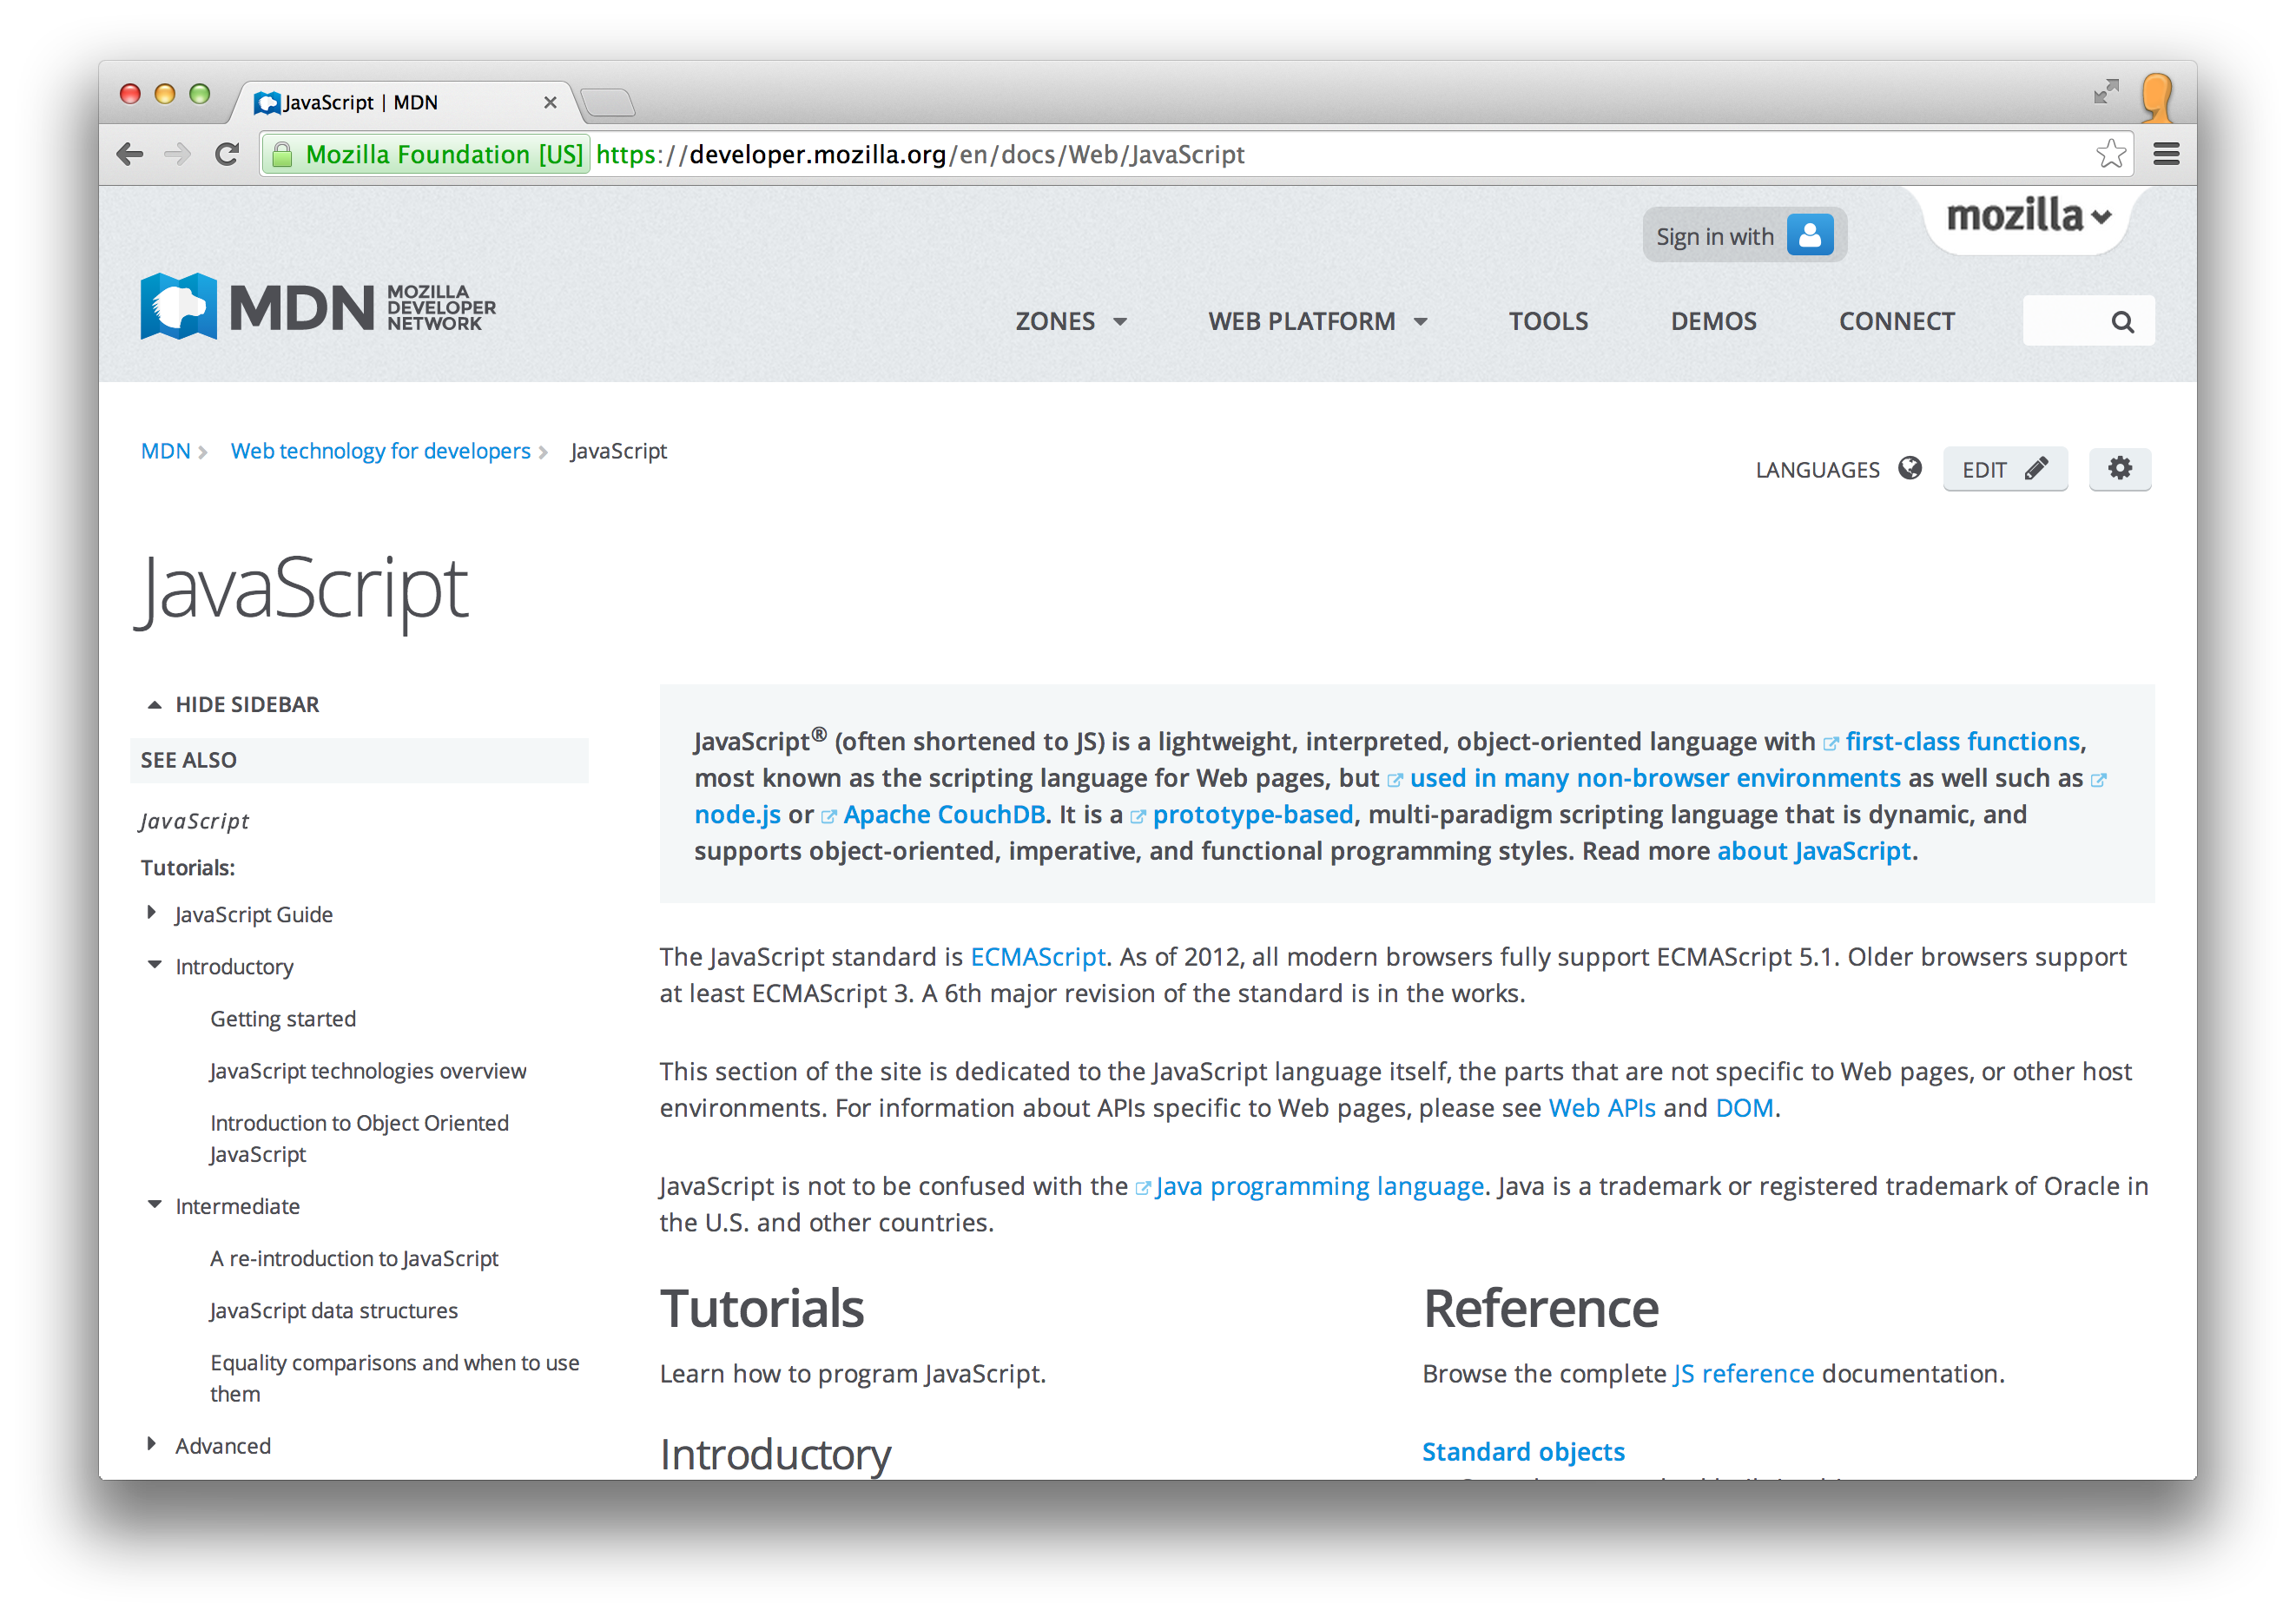 JavaScript | MDN
Mozilla Foundation [US] https://developer.mozilla.org/en/docs/Web/JavaScript
mozilla
Sign in with
MDN MOZILLA
DEVELOPER
NETWORK
ZONES WEB PLATFORM TOOLS DEMOS CONNECT
MDN Web technology for developers JavaScript
LANGUAGES EDIT
JavaScript
HIDE SIDEBAR
SEE ALSO
JavaScript
Tutorials:
JavaScript Guide
Introductory
Getting started
JavaScript technologies overview
Introduction to Object Oriented
JavaScript
Intermediate
A re-introduction to JavaScript
JavaScript data structures
Equality comparisons and when to use
them
Advanced
JavaScript® (often shortened to JS) is a lightweight, interpreted, object-oriented language with first-class functions,
most known as the scripting language for Web pages, but used in many non-browser environments as well such as
node.js or Apache CouchDB. It is a prototype-based, multi-paradigm scripting language that is dynamic, and
supports object-oriented, imperative, and functional programming styles. Read more about JavaScript.
The JavaScript standard is ECMAScript. As of 2012, all modern browsers fully support ECMAScript 5.1. Older browsers support
at least ECMAScript 3. A 6th major revision of the standard is in the works.
This section of the site is dedicated to the JavaScript language itself, the parts that are not specific to Web pages, or other host
environments. For information about APIs specific to Web pages, please see Web APIs and DOM.
JavaScript is not to be confused with the Java programming language. Java is a trademark or registered trademark of Oracle in
the U.S. and other countries.
Tutorials
Learn how to program JavaScript.
Introductory
Reference
Browse the complete JS reference documentation.
Standard objects